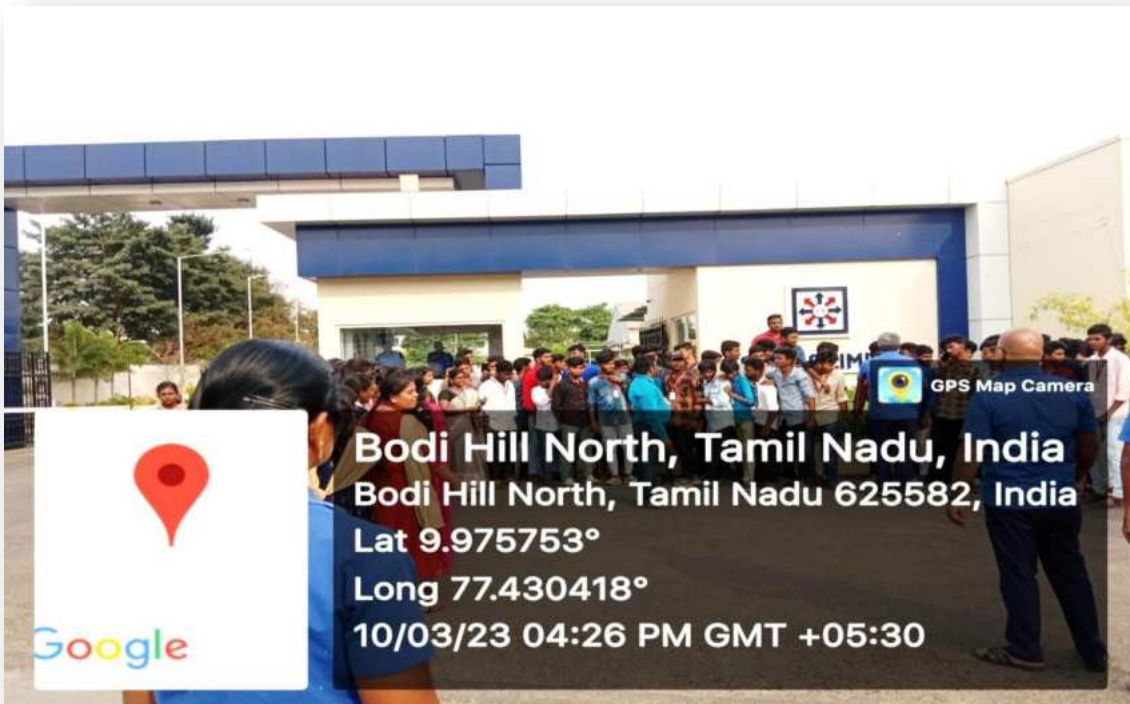 GPS Map Camera
Bodi Hill North, Tamil Nadu, India
Bodi Hill North, Tamil Nadu 625582, India
Lat 9.975753°
Long 77.430418°
10/03/23 04:26 PM GMT +05:30
Google